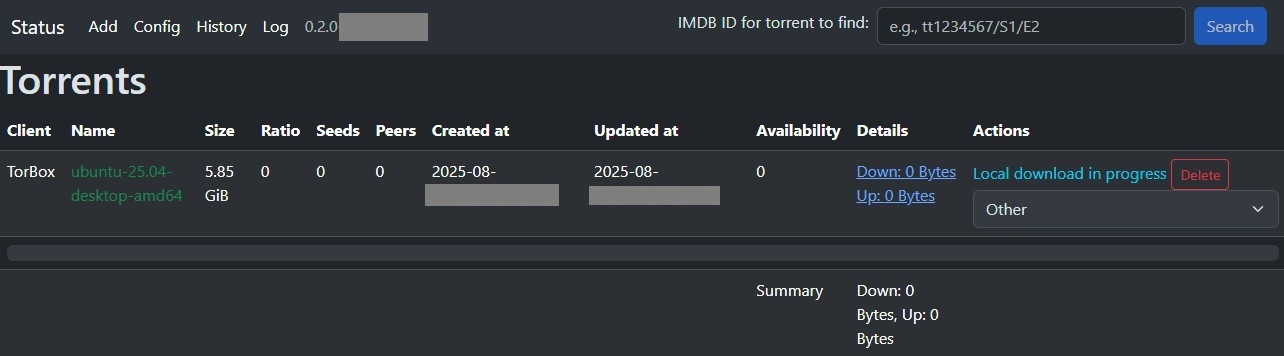 Status Add Config History Log 0.2.0 IMDB ID for torrent to find: e.g., tt1234567/S1/E2 Search
Torrents
Client Name Size Ratio Seeds Peers Created at Updated at Availability Details Actions
TorBox ubuntu-25.04- 5.85 0 0 0 2025-08- 2025-08- 0 Down: 0 Bytes Local download in progress Delete
desktop-amd64 GiB Up: 0 Bytes
Other
Summary Down: 0
Bytes, Up: 0
Bytes